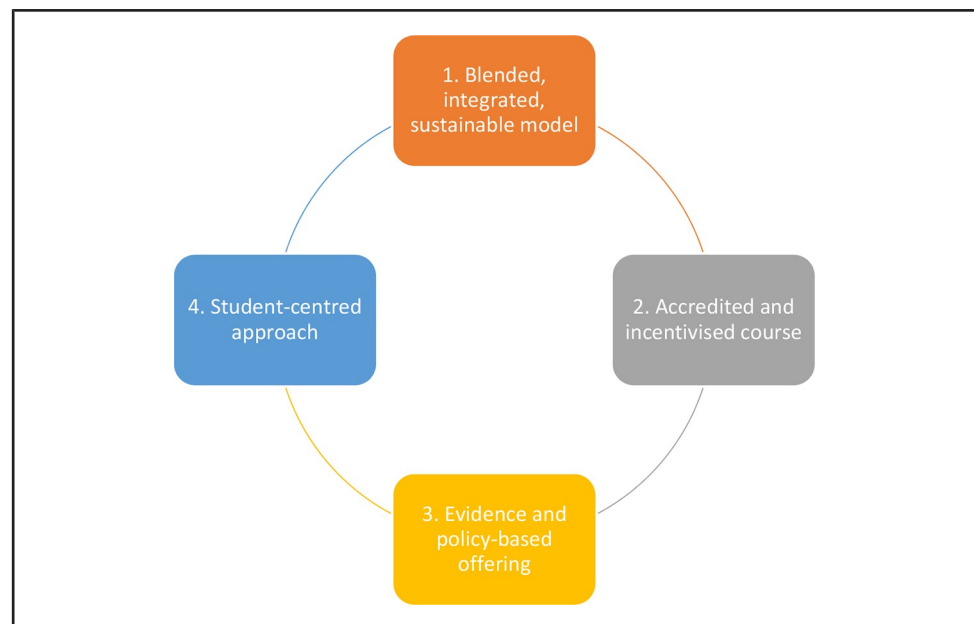 1. Blended,
integrated,
sustainable model
2. Accredited and
incentivised course
3. Evidence and
policy-based
offering
4. Student-centred
approach